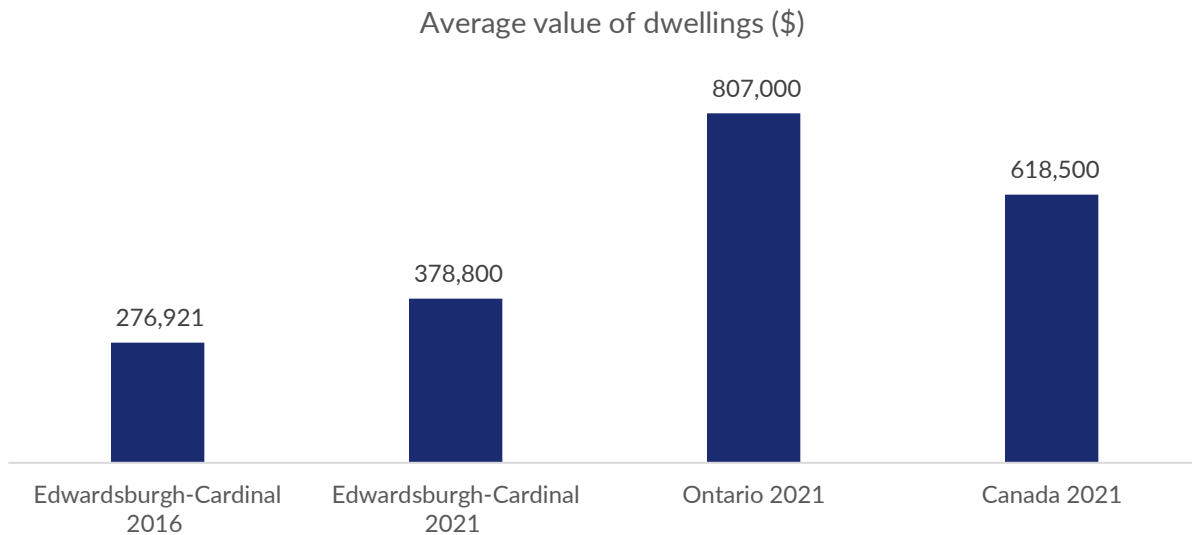 Average value of dwellings ($)
807,000
618,500
378,800
276,921
Edwardsburgh-Cardinal
2016
Edwardsburgh-Cardinal
2021
Ontario 2021
Canada 2021